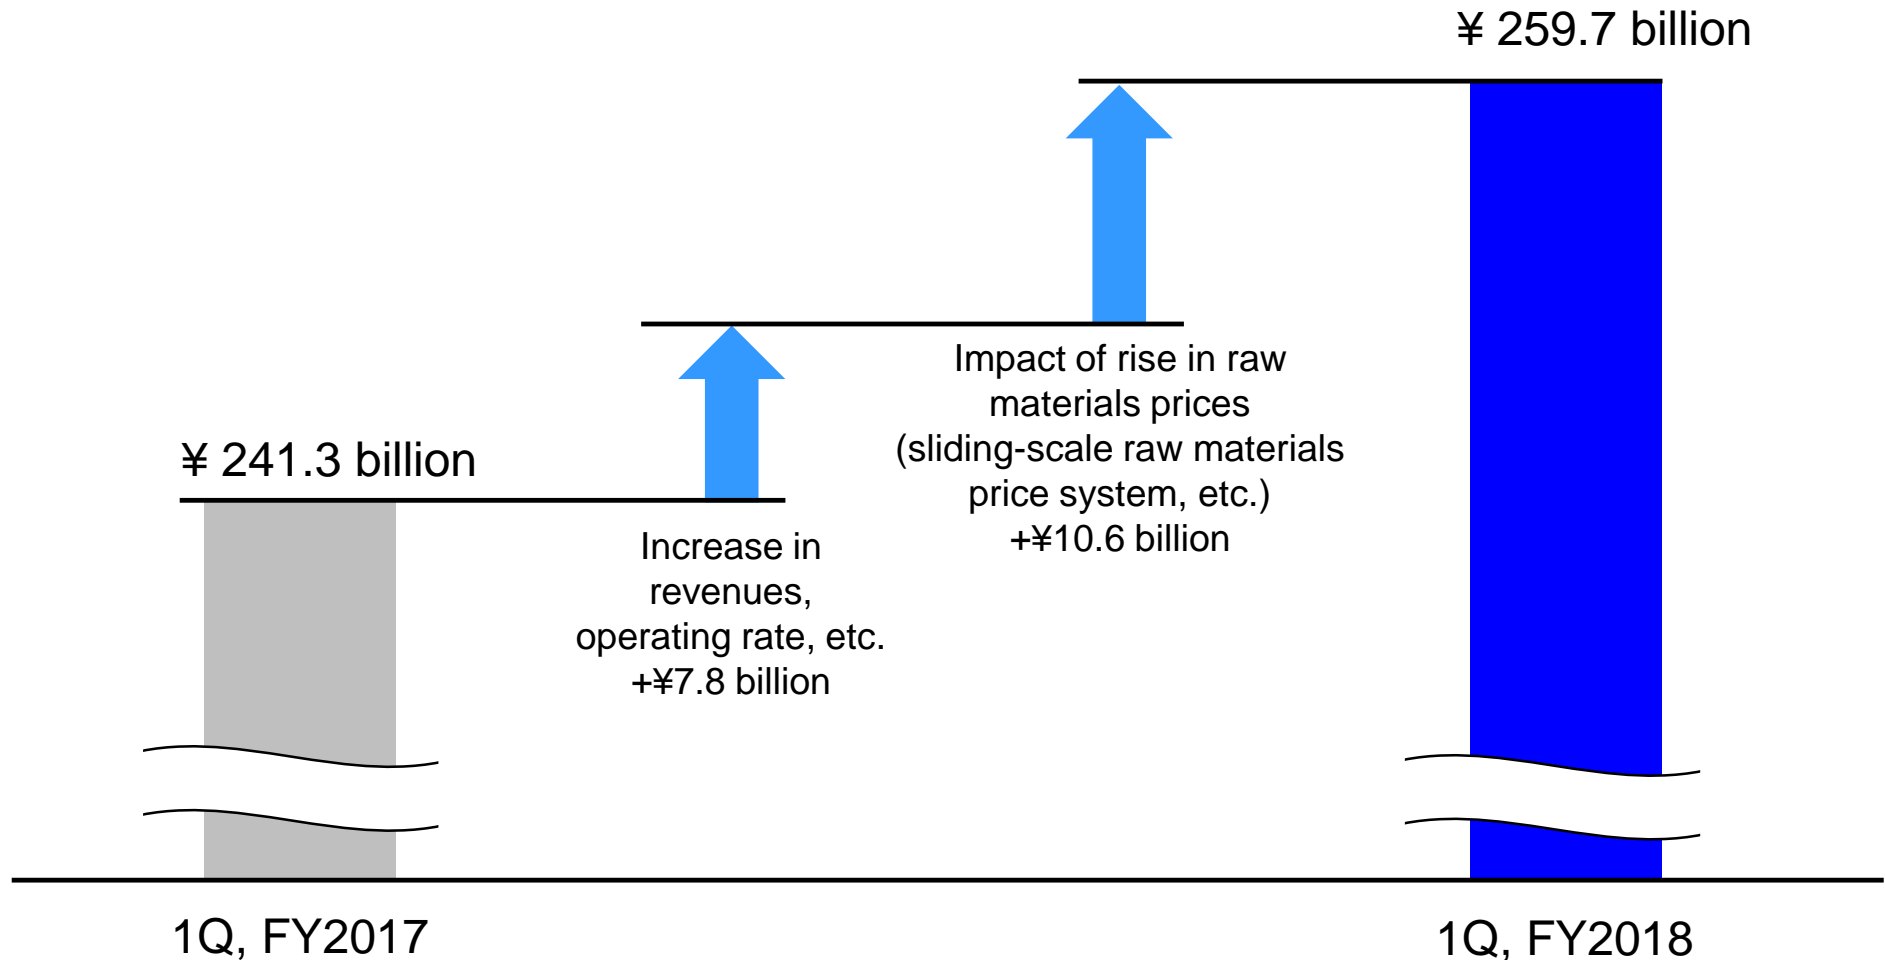 ¥ 259.7 billion
Impact of rise in raw
materials prices
(sliding-scale raw materials
price system, etc.)
+¥10.6 billion
¥ 241.3 billion
Increase in
revenues,
operating rate, etc.
+¥7.8 billion
1Q, FY2017
1Q, FY2018